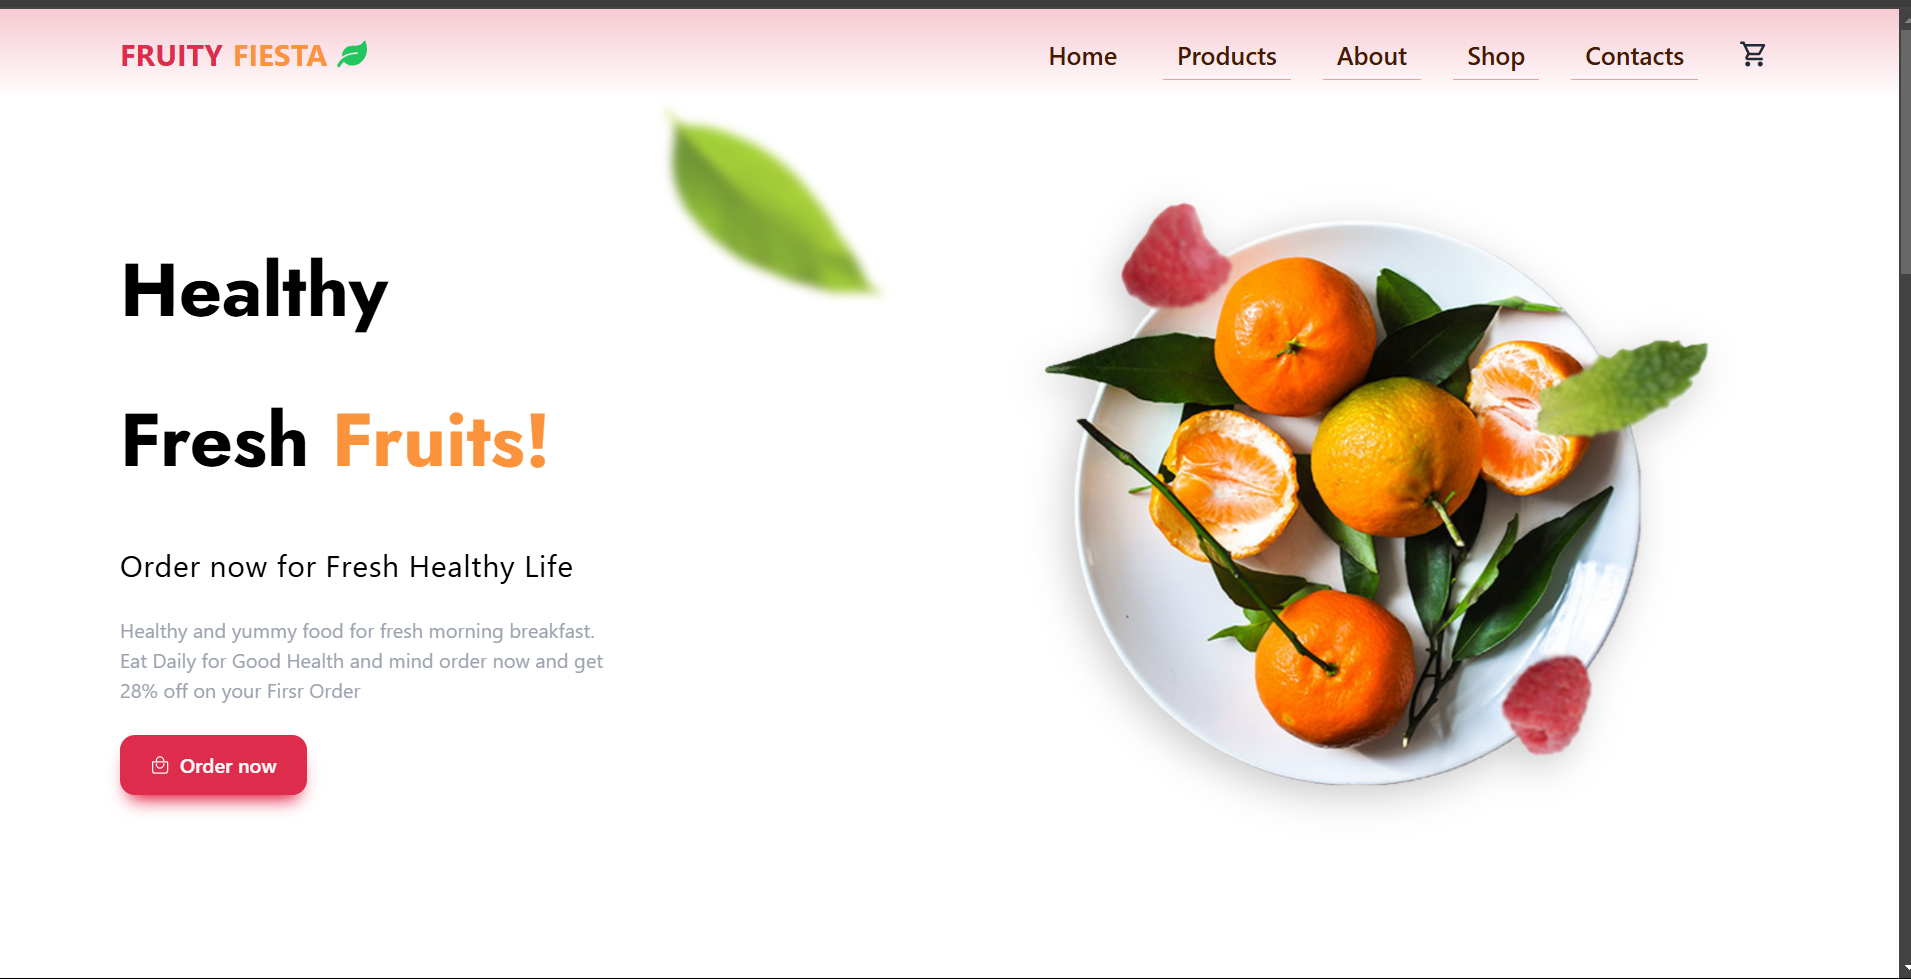 FRUITY FIESTA
Home Products About Shop Contacts
Healthy
Fresh Fruits!
Order now for Fresh Healthy Life
Healthy and yummy food for fresh morning breakfast.
Eat Daily for Good Health and mind order now and get
28% off on your Firsr Order
Order now